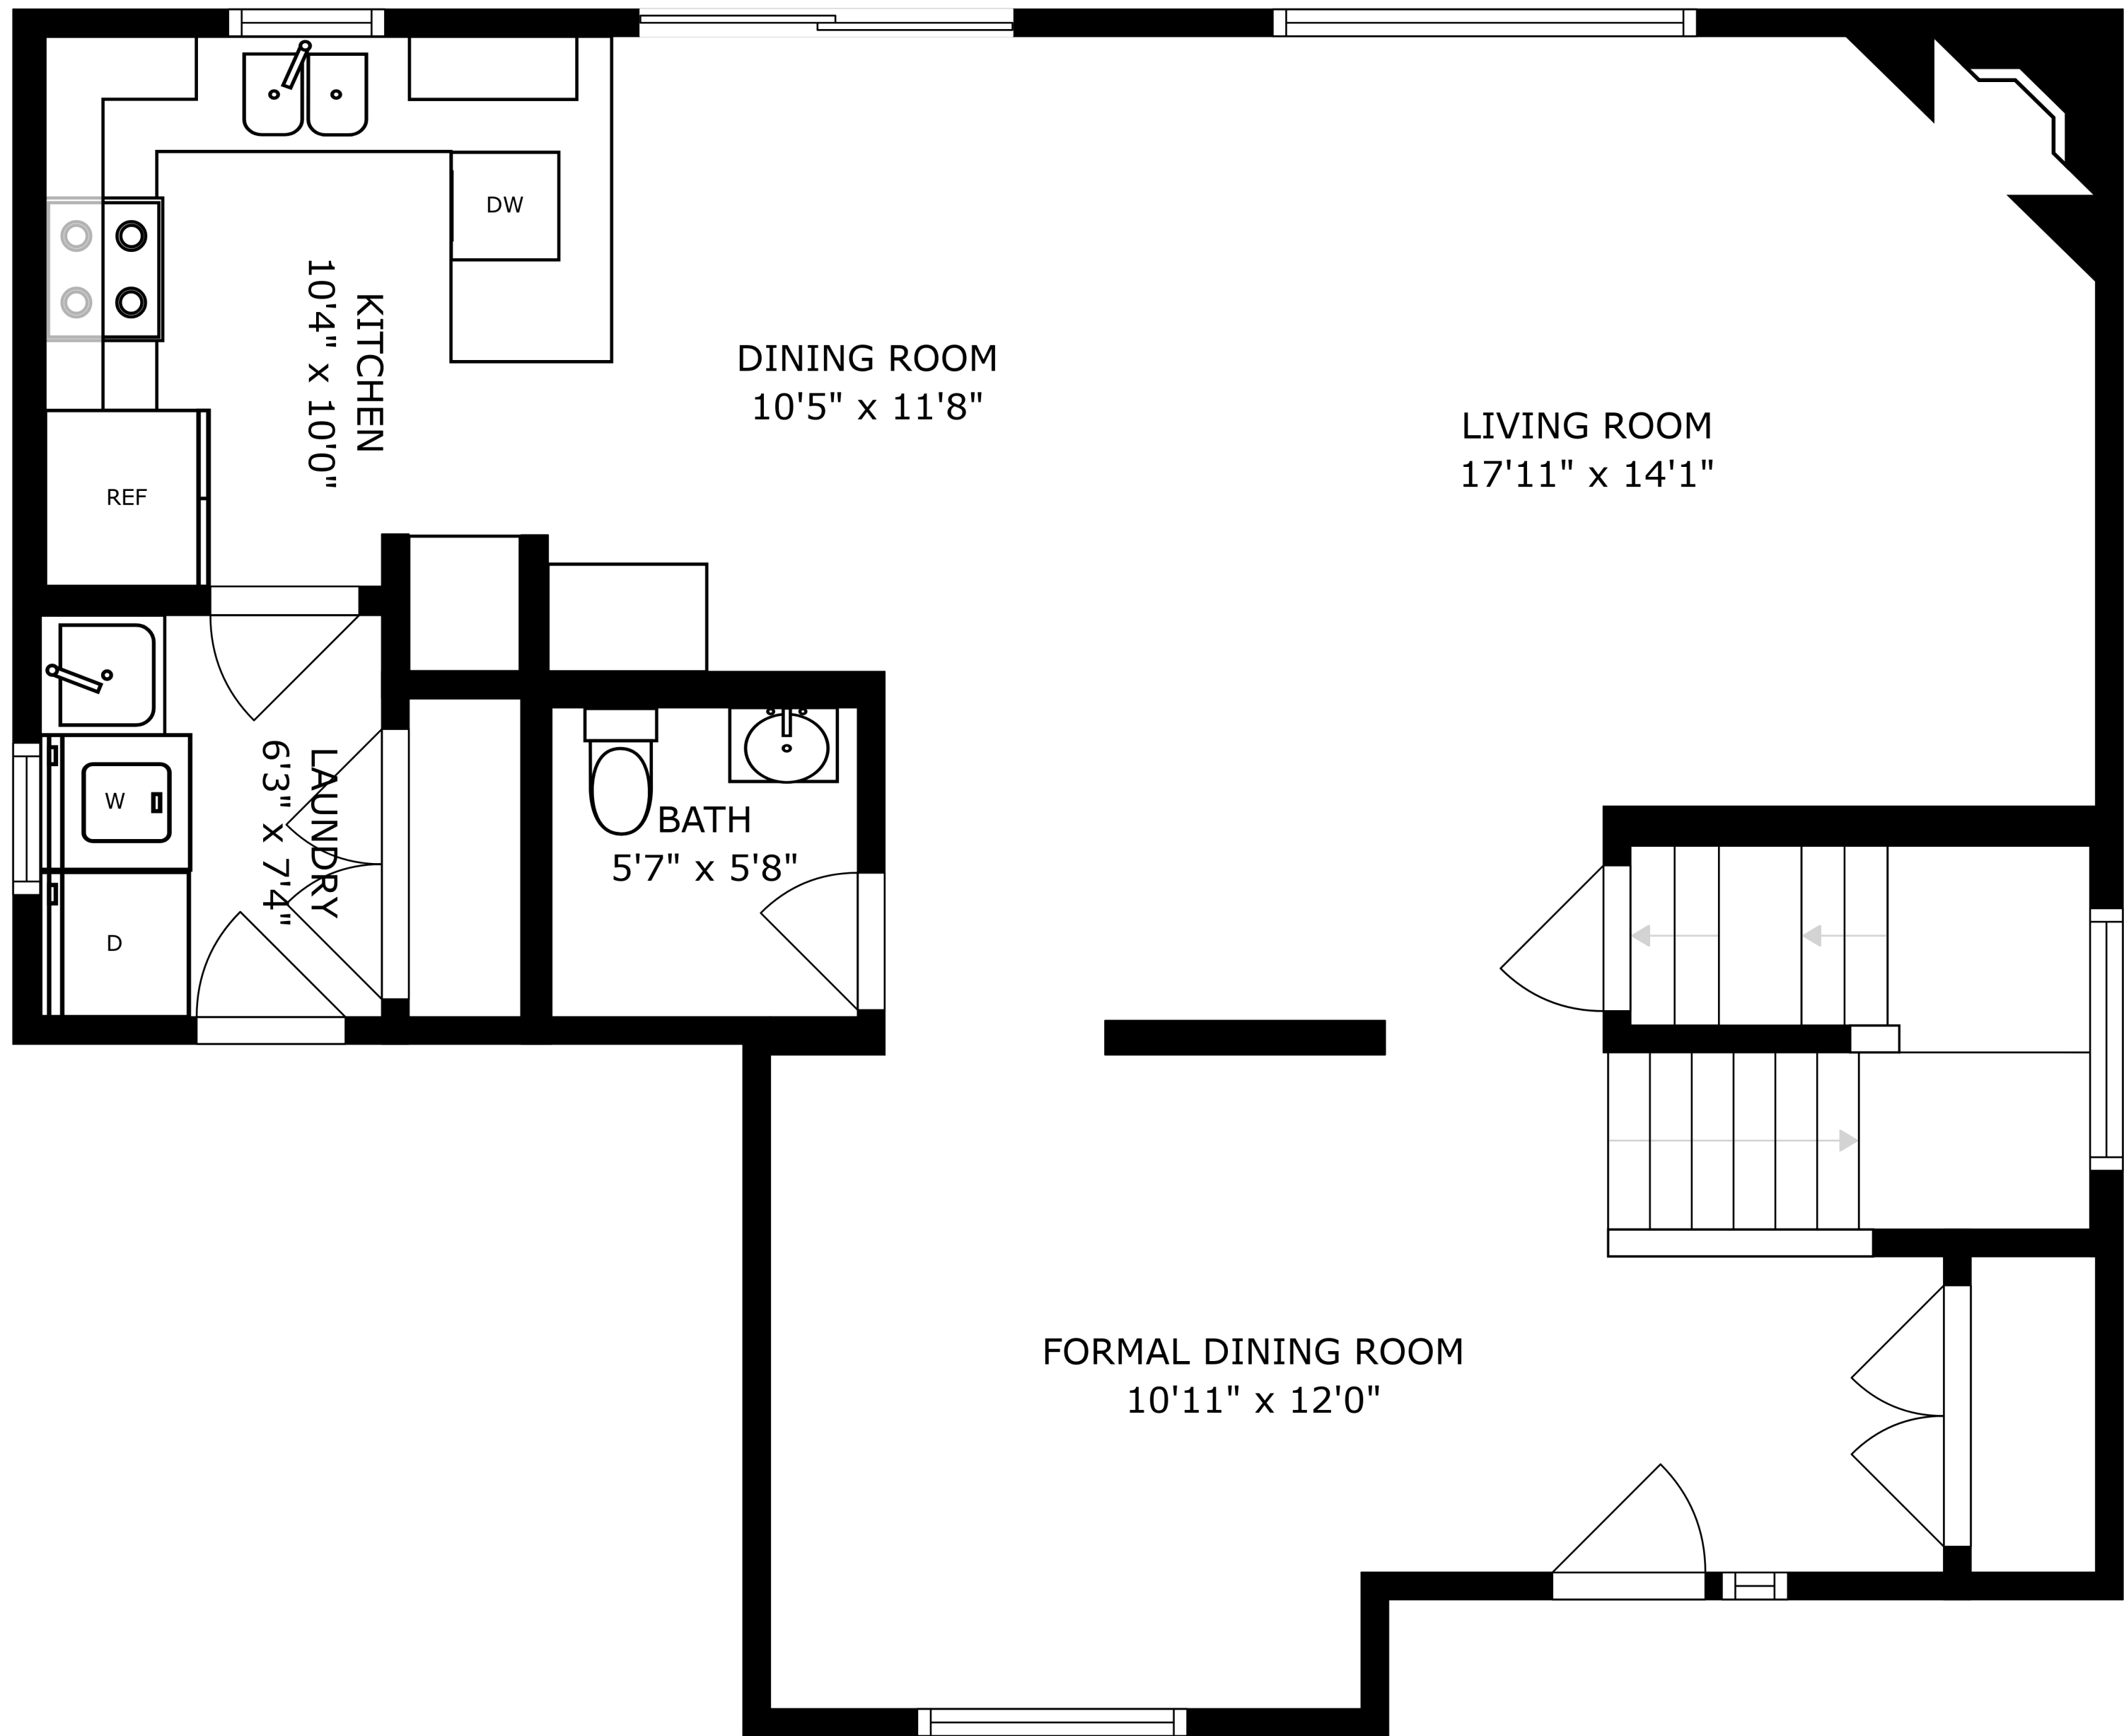 DW
KITCHEN
10'4" x 10'0"
DINING ROOM
10'5" x 11'8"
LIVING ROOM
17'11" x 14'1"
REF
W
LAUNDRY
6'3" x 7'4"
BATH
5'7" x 5'8"
D
FORMAL DINING ROOM
10'11" x 12'0"